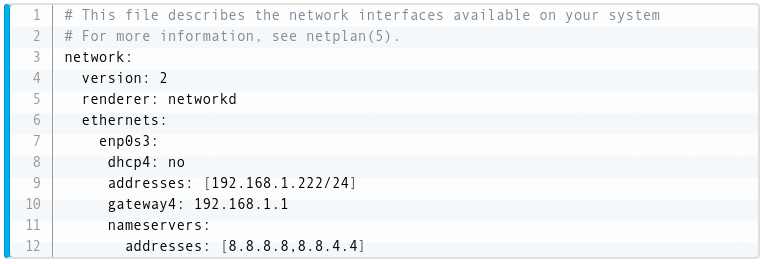 1 # This file describes the network interfaces available on your system
2 # For more information, see netplan(5).
3 network:
4   version: 2
5   renderer: networkd
6   ethernets:
7     enp0s3:
8      dhcp4: no
9      addresses: [192.168.1.222/24]
10      gateway4: 192.168.1.1
11      nameservers:
12        addresses: [8.8.8.8,8.8.4.4]